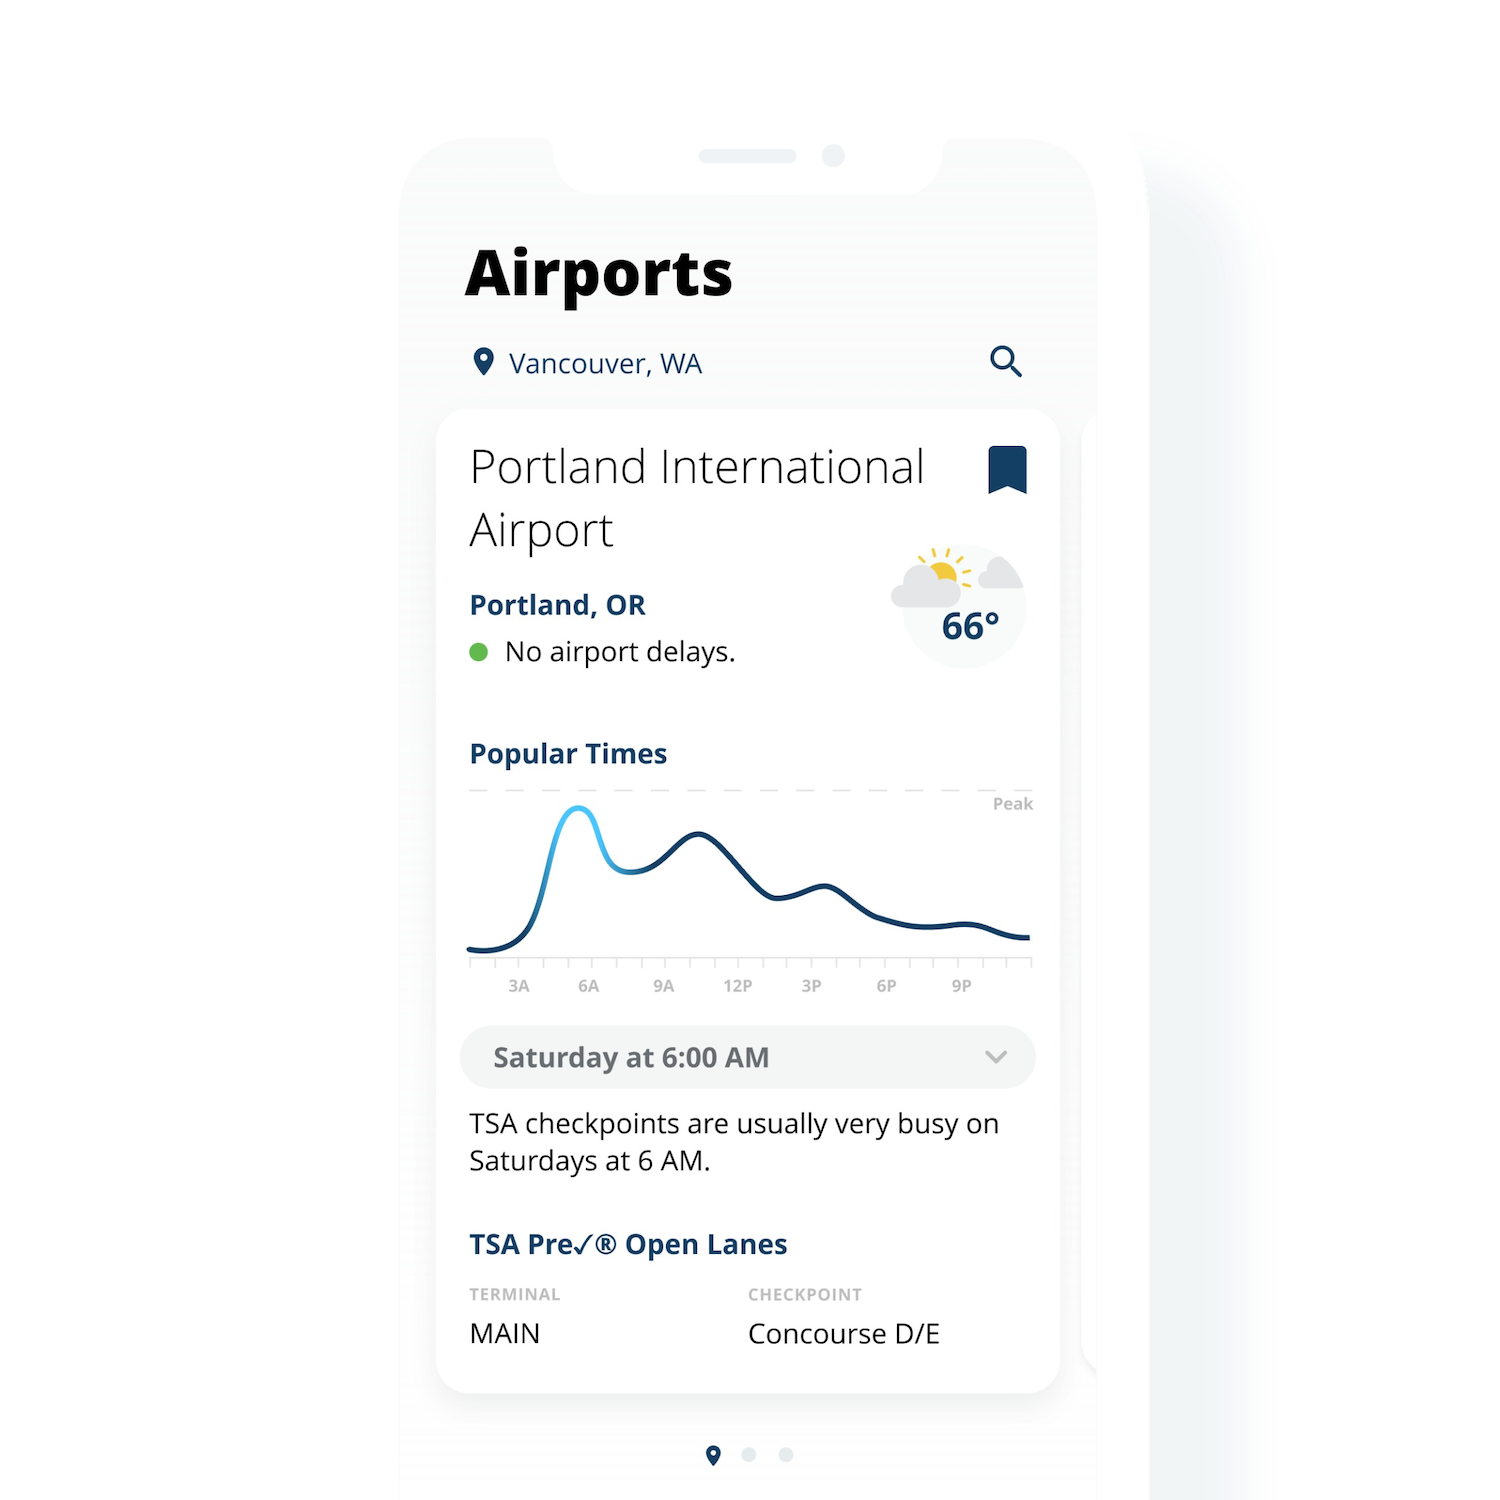 Airports
Vancouver, WA
Portland International
Airport
Portland, OR
No airport delays.
66°
Popular Times
Peak
3A 6A 9A 12P 3P 6P 9P
Saturday at 6:00 AM
TSA checkpoints are usually very busy on
Saturdays at 6 AM.
TSA Pre✓® Open Lanes
TERMINAL CHECKPOINT
MAIN Concourse D/E